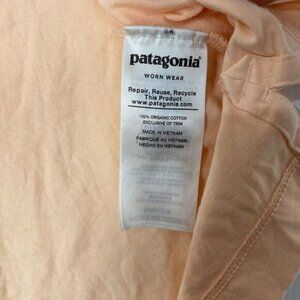 patagonia®
WORN WEAR
Repair, Reuse, Recycle
This Product
www.patagonia.com
100% ORGANIC COTTON
EXCLUSIVE OF TRIM
MADE IN VIETNAM
FABRIQUÉ AU VIETNAM
HECHO EN VIETNAM